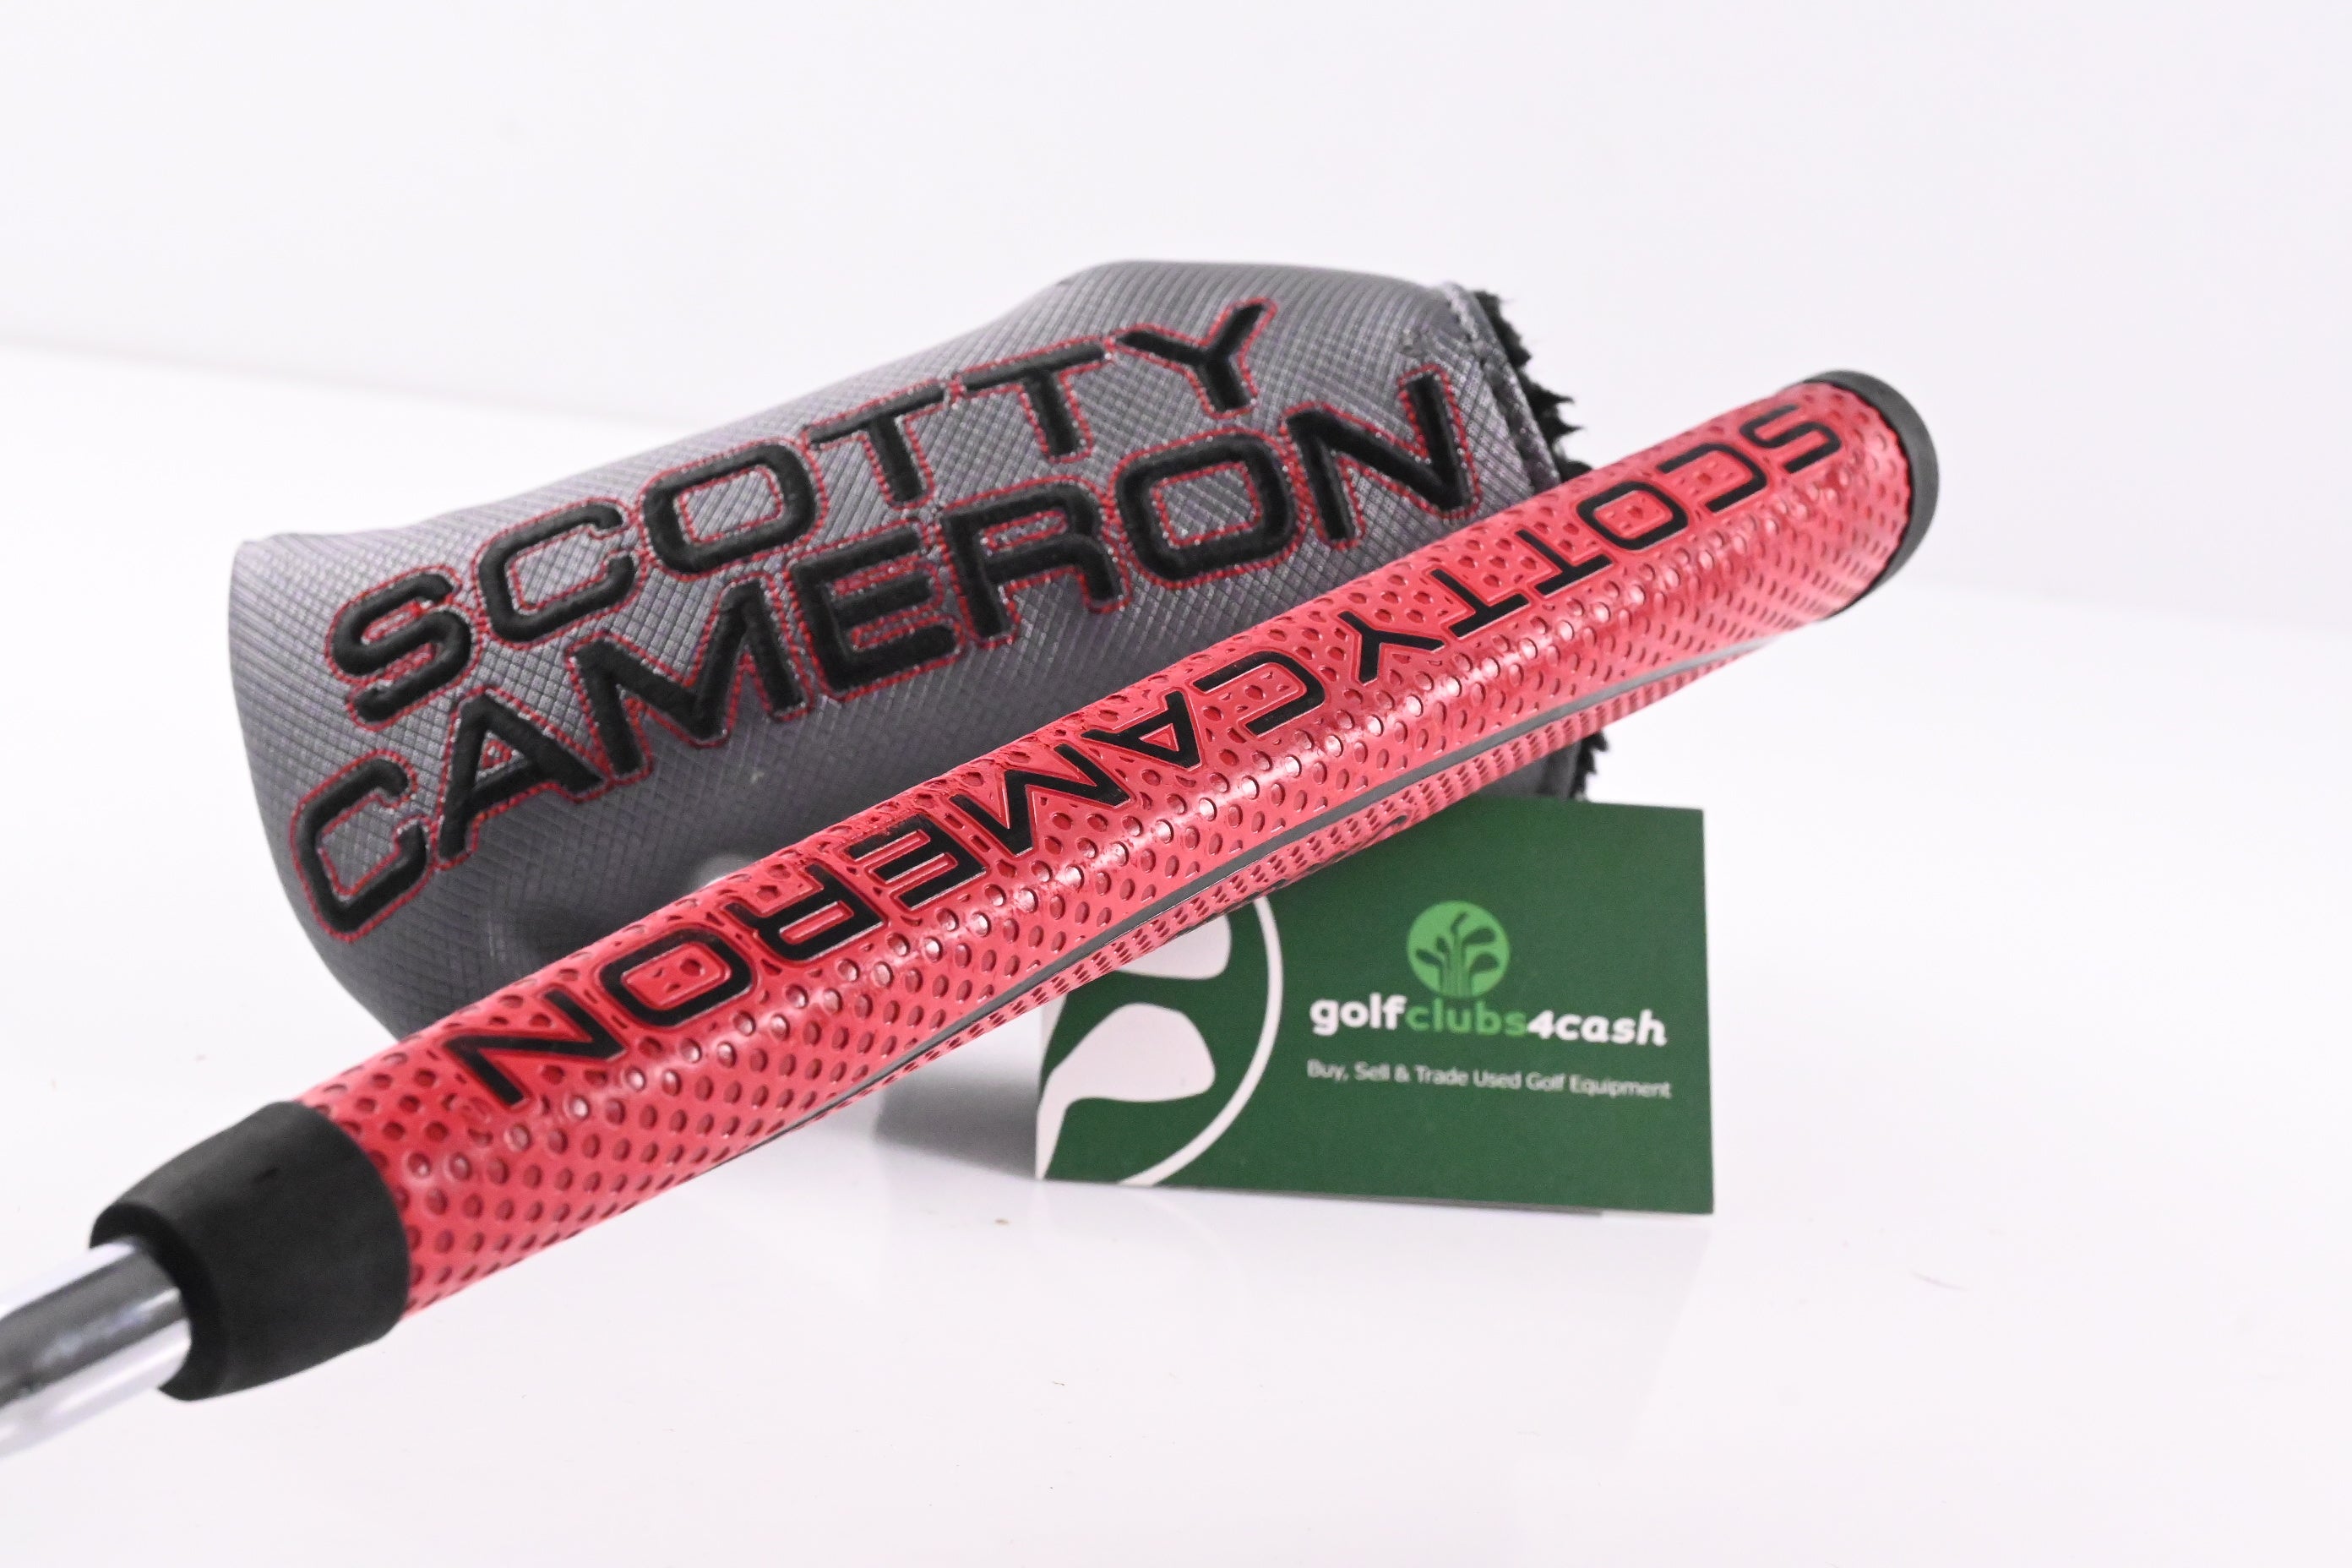 SCOTTY
CAMERON
SCOTTY CAMERON
golfclubs4cash
Buy, Sell & Trade Used Golf Equipment